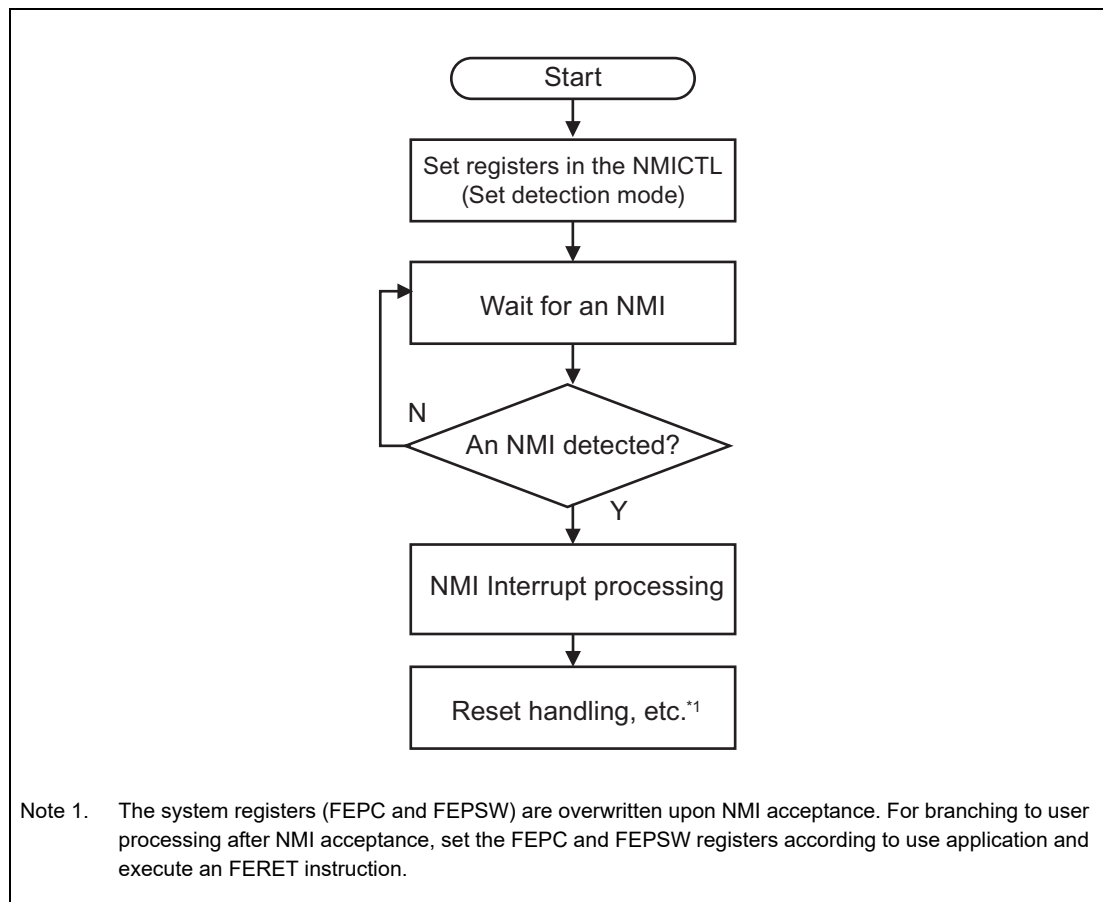 Start
Set registers in the NMICTL
(Set detection mode)
Wait for an NMI
N
An NMI detected?
Y
NMI Interrupt processing
Reset handling, etc.*1
Note 1. The system registers (FEPC and FEPSW) are overwritten upon NMI acceptance. For branching to user
processing after NMI acceptance, set the FEPC and FEPSW registers according to use application and
execute an FERET instruction.